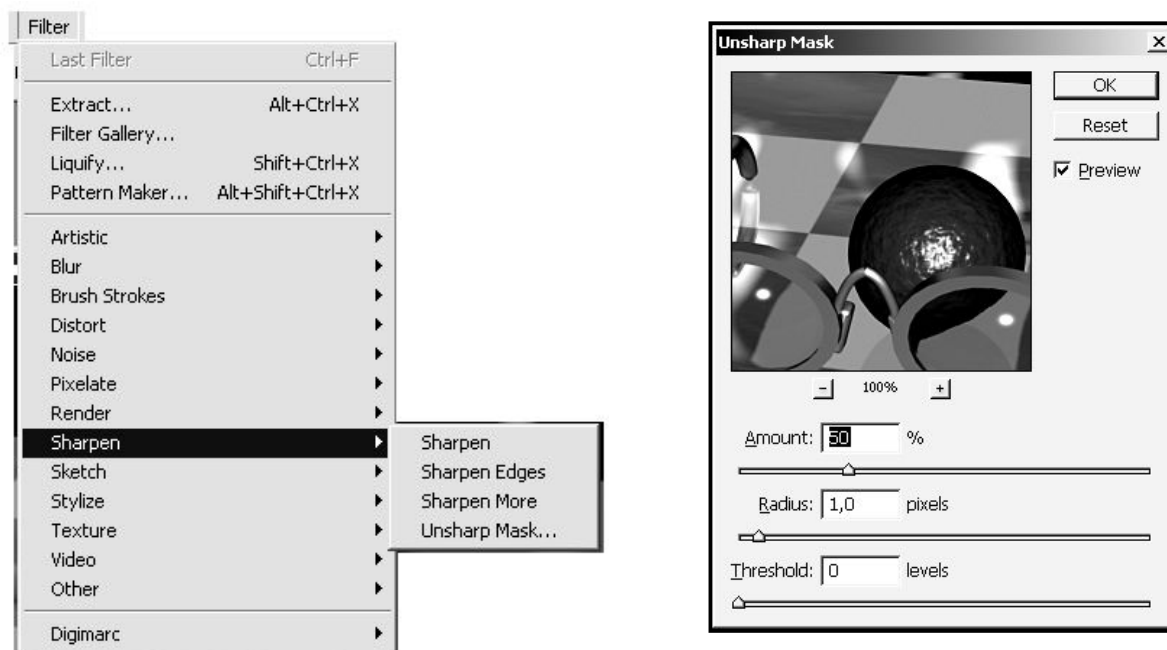 Filter
Last Filter Ctrl+F
Extract... Alt+Ctrl+X
Filter Gallery...
Liquify... Shift+Ctrl+X
Pattern Maker... Alt+Shift+Ctrl+X
Artistic
Blur
Brush Strokes
Distort
Noise
Pixelate
Render
Sharpen
Sketch
Stylize
Texture
Video
Other
Digimarc
Sharpen
Sharpen Edges
Sharpen More
Unsharp Mask...
Unsharp Mask
OK
Reset
Preview
- 100% +
Amount: 50 %
Radius: 1,0 pixels
Threshold: 0 levels